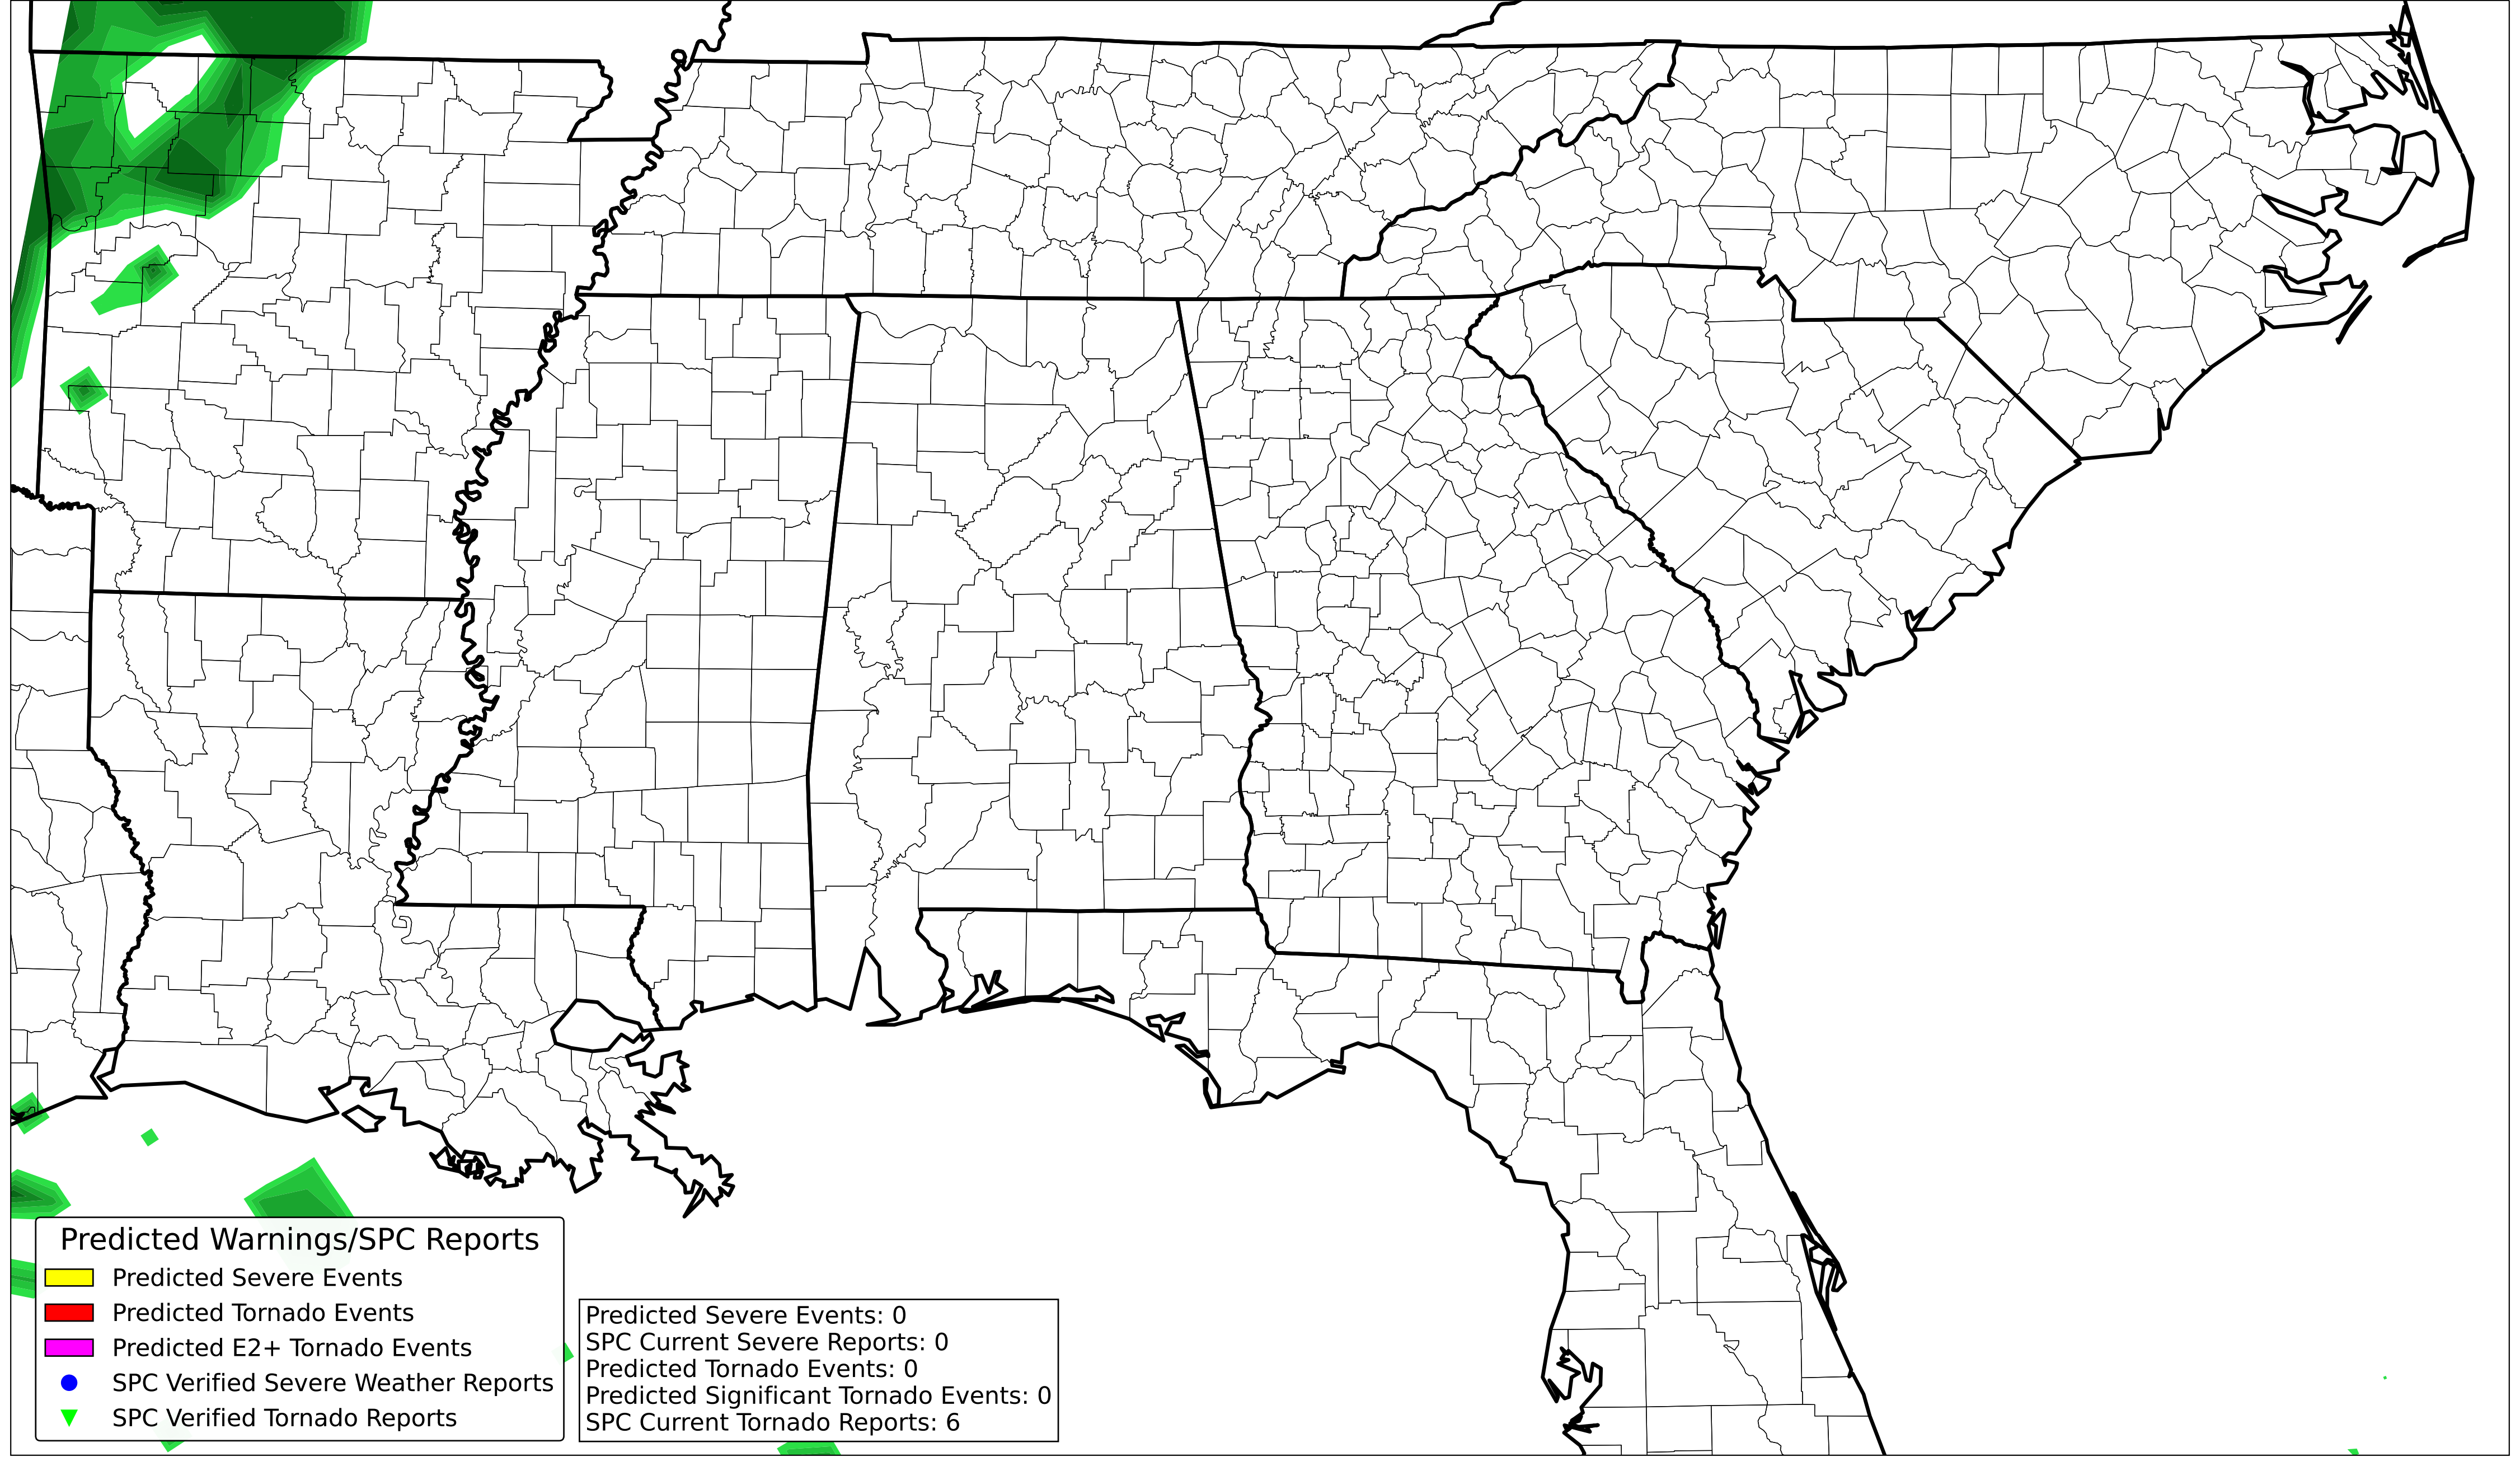 Predicted Warnings/SPC Reports
Predicted Severe Events
Predicted Tornado Events
Predicted E2+ Tornado Events
SPC Verified Severe Weather Reports
SPC Verified Tornado Reports
Predicted Severe Events: 0
SPC Current Severe Reports: 0
Predicted Tornado Events: 0
Predicted Significant Tornado Events: 0
SPC Current Tornado Reports: 6